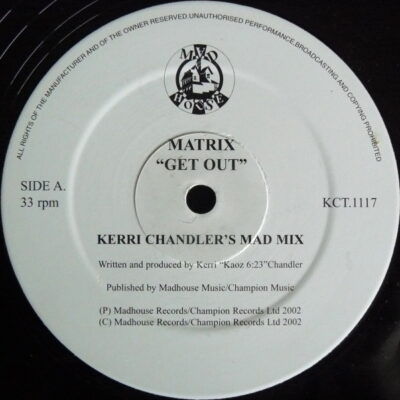 ALL RIGHTS OF THE MANUFACTURER AND OF THE OWNER RESERVED.UNAUTHORISED PERFORMANCE.BROADCASTING AND COPYING PROHIBITED
MAD
HOUSE
MATRIX
“GET OUT”
SIDE A.
33 rpm
KCT.1117
KERRI CHANDLER'S MAD MIX
Written and produced by Kerri “Kaoz 6:23”Chandler
Published by Madhouse Music/Champion Music
(P) Madhouse Records/Champion Records Ltd 2002
(C) Madhouse Records/Champion Records Ltd 2002